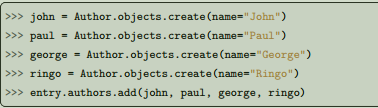 >>> john = Author.objects.create(name="John")
>>> paul = Author.objects.create(name="Paul")
>>> george = Author.objects.create(name="George")
>>> ringo = Author.objects.create(name="Ringo")
>>> entry.authors.add(john, paul, george, ringo)